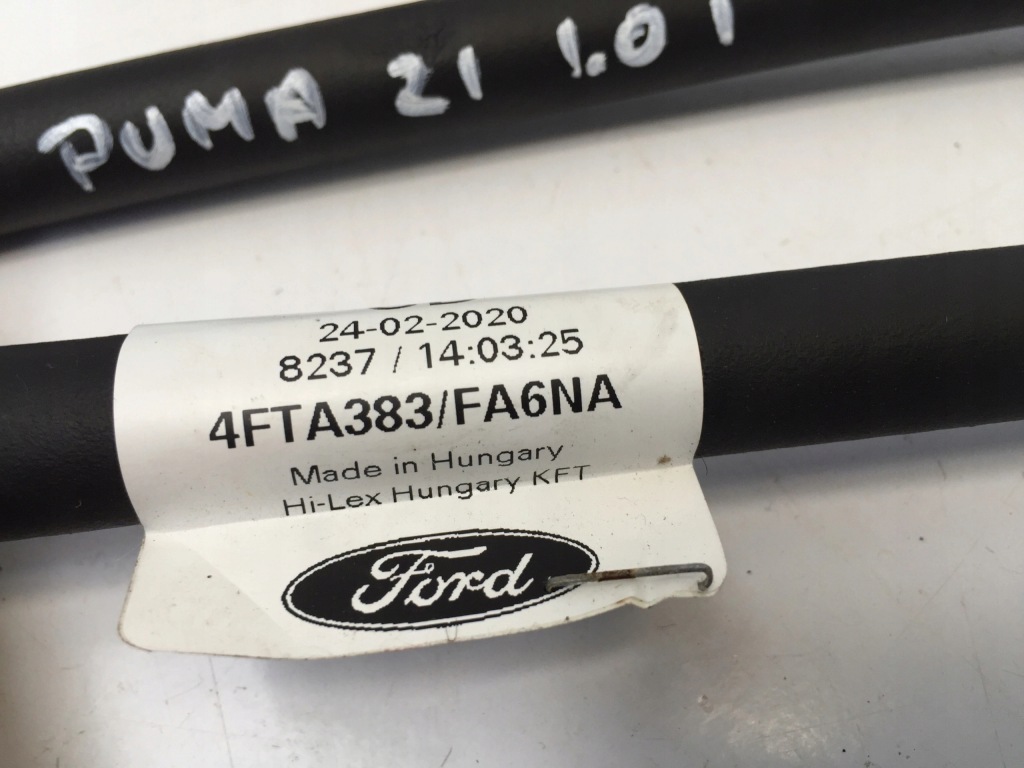 PUMA 21 1.0 I
24-02-2020
8237 / 14:03:25
4FTA383/FA6NA
Made in Hungary
Hi-Lex Hungary KFT
Ford